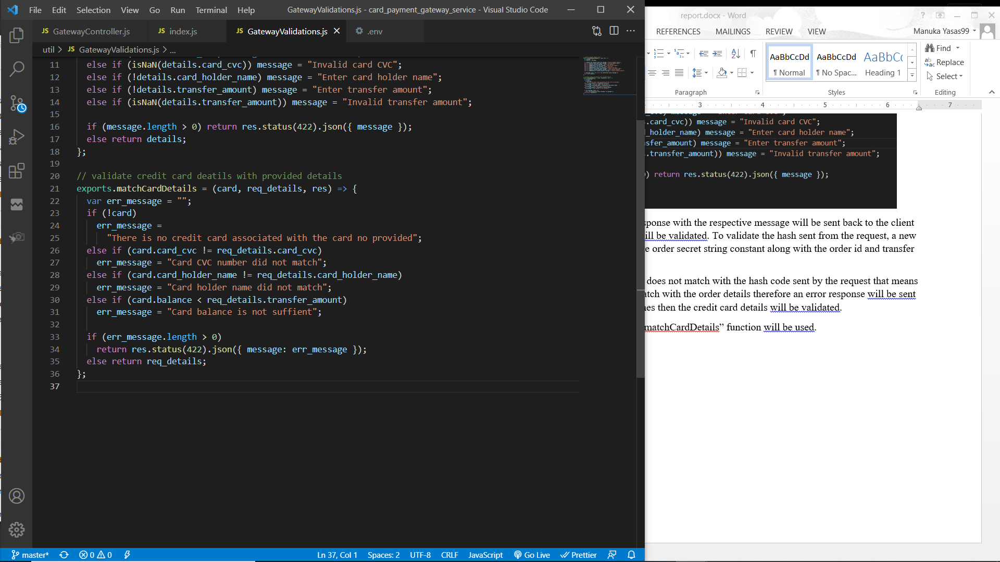 File Edit Selection View Go Run Terminal Help
GatewayValidations.js - card_payment_gateway_service - Visual Studio Code
JS GatewayController.js
JS index.js
JS GatewayValidations.js
.env
util > JS GatewayValidations.js > ...
11 else if (isNaN(details.card_cvc)) message = "Invalid card CVC";
12 else if (!details.card_holder_name) message = "Enter card holder name";
13 else if (!details.transfer_amount) message = "Enter transfer amount";
14 else if (isNaN(details.transfer_amount)) message = "Invalid transfer amount";
15
16 if (message.length > 0) return res.status(422).json({ message });
17 else return details;
18 };
19
20 // validate credit card deatils with provided details
21 exports.matchCardDetails = (card, req_details, res) => {
22 var err_message = "";
23 if (!card)
24 err_message =
25 "There is no credit card associated with the card no provided";
26 else if (card.card_cvc != req_details.card_cvc)
27 err_message = "Card CVC number did not match";
28 else if (card.card_holder_name != req_details.card_holder_name)
29 err_message = "Card holder name did not match";
30 else if (card.balance < req_details.transfer_amount)
31 err_message = "Card balance is not suffient";
32
33 if (err_message.length > 0)
34 return res.status(422).json({ message: err_message });
35 else return req_details;
36 };
37
master* 0 0 Ln 37, Col 1 Spaces: 2 UTF-8 CRLF JavaScript Go Live Prettier
report.docx - Word
REFERENCES MAILINGS REVIEW VIEW Manuka Yasas99
AaBbCcDd AaBbCcDd AaBbCc
¶ Normal ¶ No Spac... Heading 1
Find
Replace
Select
Paragraph Styles Editing
3 4 5 6 7
.card_cvc)) message = "Invalid card CVC";
_holder_name) message = "Enter card holder name";
sfer_amount) message = "Enter transfer amount";
.transfer_amount)) message = "Invalid transfer amount";
) return res.status(422).json({ message });
sponse with the respective message will be sent back to the client
ill be validated. To validate the hash sent from the request, a new
e order secret string constant along with the order id and transfer
does not match with the hash code sent by the request that means
atch with the order details therefore an error response will be sent
hes then the credit card details will be validated.
matchCardDetails” function will be used.